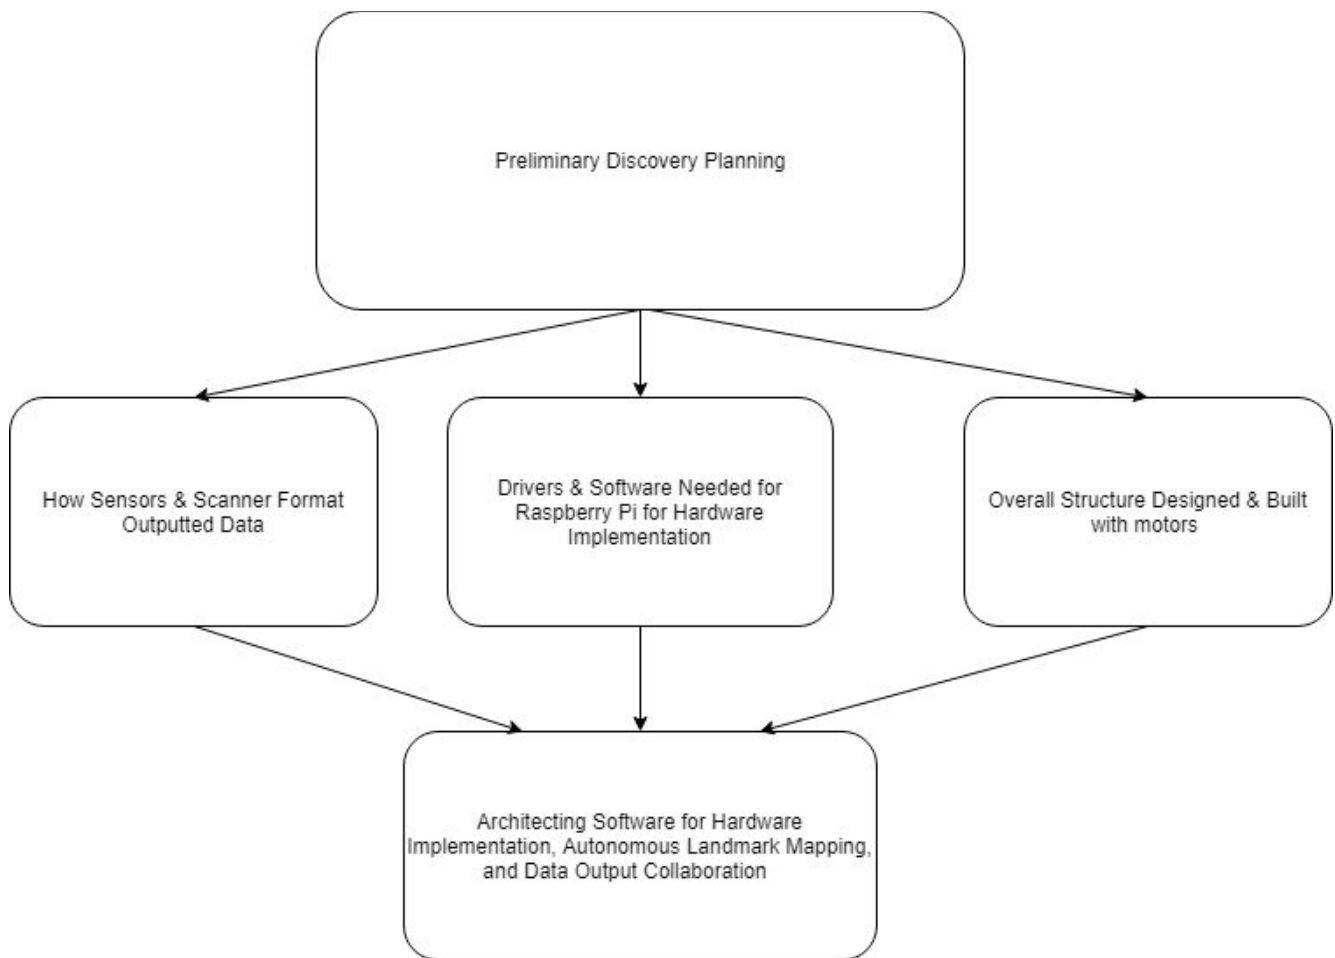 Preliminary Discovery Planning
How Sensors & Scanner Format
Outputted Data
Drivers & Software Needed for
Raspberry Pi for Hardware
Implementation
Overall Structure Designed & Built
with motors
Architecting Software for Hardware
Implementation, Autonomous Landmark Mapping,
and Data Output Collaboration